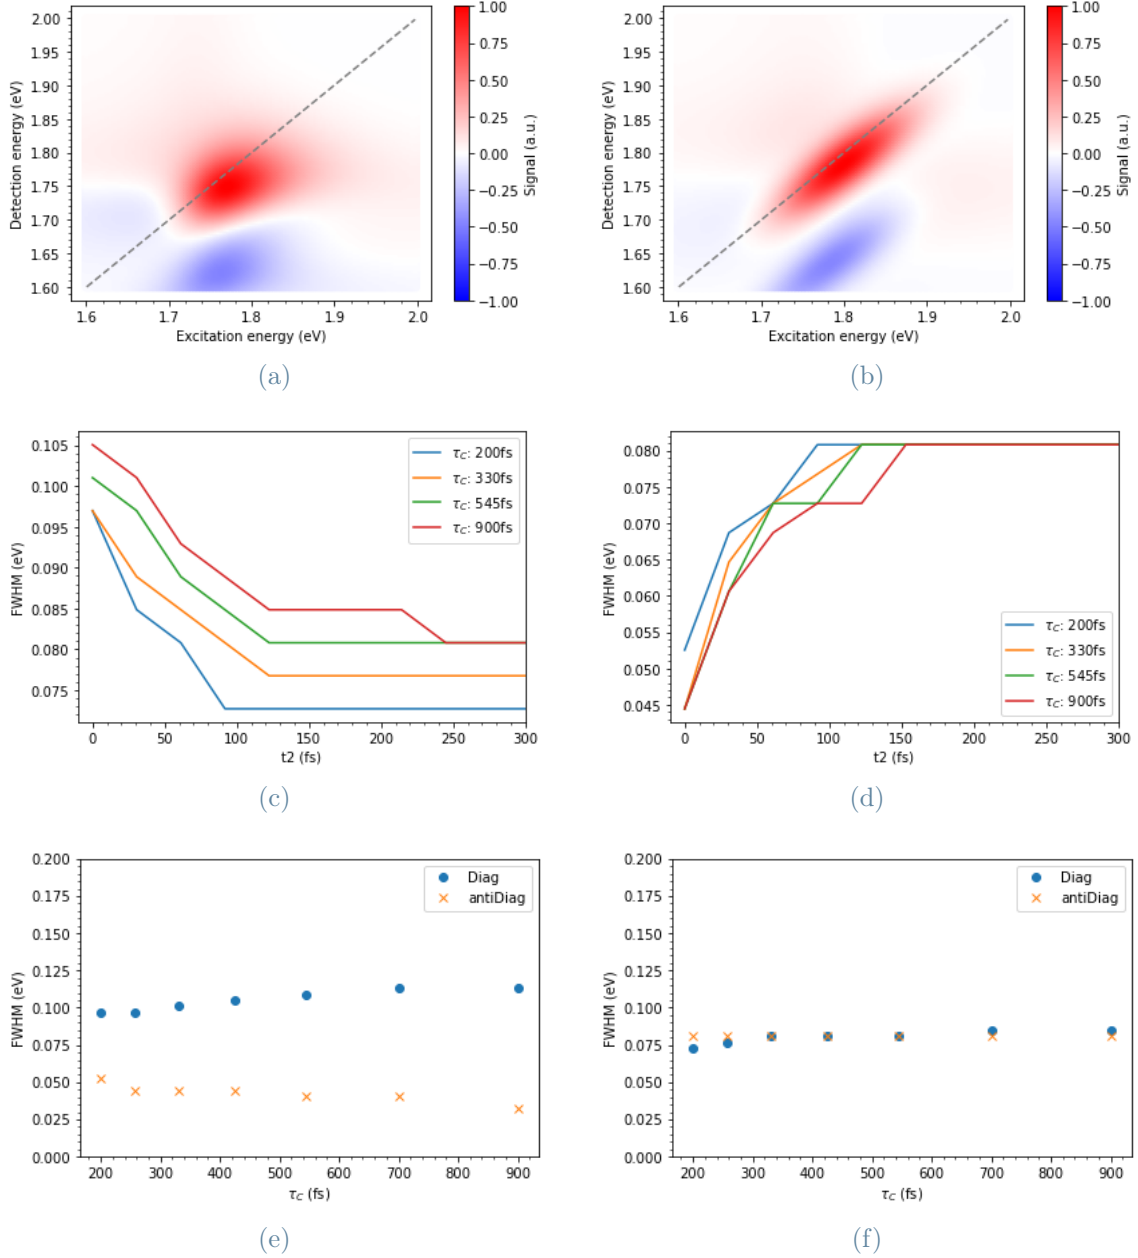 2.00
1.95
1.90
1.85
1.80
1.75
1.70
1.65
1.60
Detection energy (eV)
1.6 1.7 1.8 1.9 2.0
Excitation energy (eV)
1.00
0.75
0.50
0.25
0.00
−0.25
−0.50
−0.75
−1.00
Signal (a.u.)
(a)
2.00
1.95
1.90
1.85
1.80
1.75
1.70
1.65
1.60
Detection energy (eV)
1.6 1.7 1.8 1.9 2.0
Excitation energy (eV)
1.00
0.75
0.50
0.25
0.00
−0.25
−0.50
−0.75
−1.00
Signal (a.u.)
(b)
0.105
0.100
0.095
0.090
0.085
0.080
0.075
FWHM (eV)
τC: 200fs
τC: 330fs
τC: 545fs
τC: 900fs
0 50 100 150 200 250 300
t2 (fs)
(c)
0.080
0.075
0.070
0.065
0.060
0.055
0.050
0.045
FWHM (eV)
τC: 200fs
τC: 330fs
τC: 545fs
τC: 900fs
0 50 100 150 200 250 300
t2 (fs)
(d)
0.200
0.175
0.150
0.125
0.100
0.075
0.050
0.025
0.000
FWHM (eV)
Diag
antiDiag
200 300 400 500 600 700 800 900
τC (fs)
(e)
0.200
0.175
0.150
0.125
0.100
0.075
0.050
0.025
0.000
FWHM (eV)
Diag
antiDiag
200 300 400 500 600 700 800 900
τC (fs)
(f)